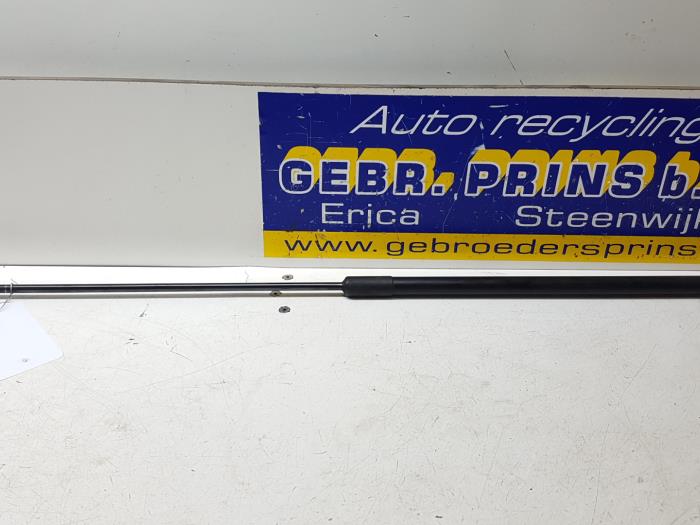 Auto recycling
GEBR. PRINS b.
Erica Steenwijk
www.gebroedersprins